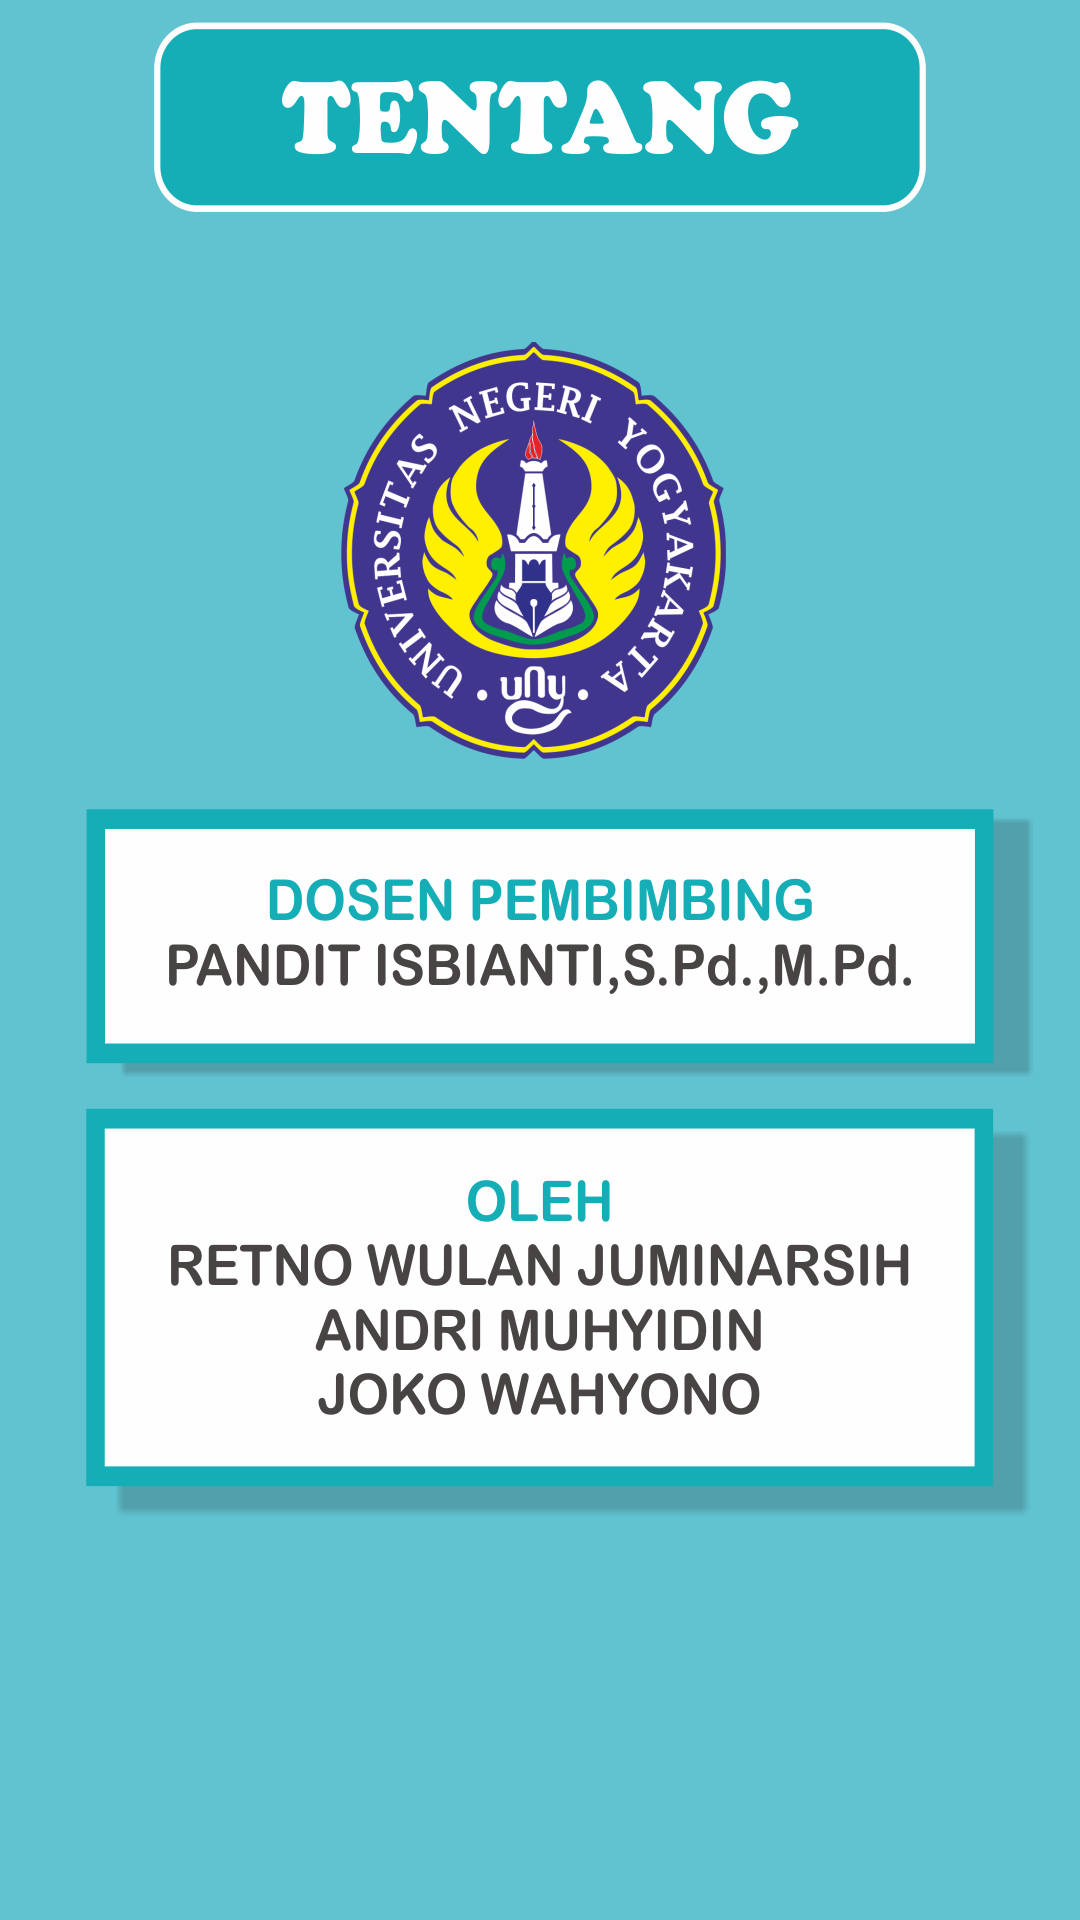 TENTANG
UNIVERSITAS NEGERI YOGYAKARTA
uny
DOSEN PEMBIMBING
PANDIT ISBIANTI,S.Pd.,M.Pd.
OLEH
RETNO WULAN JUMINARSIH
ANDRI MUHYIDIN
JOKO WAHYONO